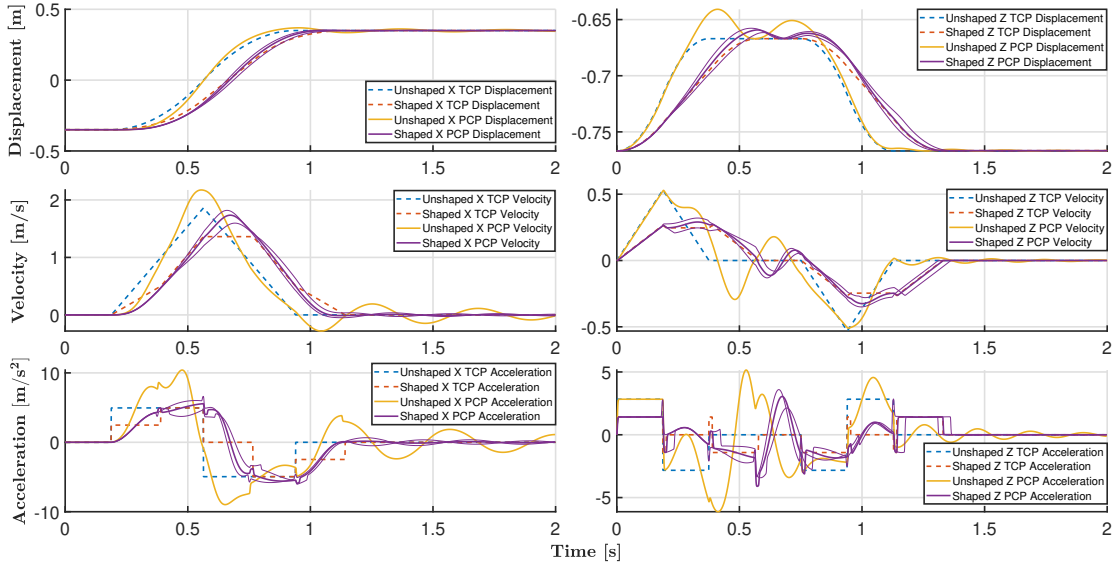 Displacement [m]
0.5
0
-0.5
0
0.5
1
1.5
2
Unshaped X TCP Displacement
Shaped X TCP Displacement
Unshaped X PCP Displacement
Shaped X PCP Displacement
-0.65
-0.7
-0.75
0
0.5
1
1.5
2
Unshaped Z TCP Displacement
Shaped Z TCP Displacement
Unshaped Z PCP Displacement
Shaped Z PCP Displacement
Velocity [m/s]
2
1
0
0
0.5
1
1.5
2
Unshaped X TCP Velocity
Shaped X TCP Velocity
Unshaped X PCP Velocity
Shaped X PCP Velocity
0.5
0
-0.5
0
0.5
1
1.5
2
Unshaped Z TCP Velocity
Shaped Z TCP Velocity
Unshaped Z PCP Velocity
Shaped Z PCP Velocity
Acceleration [m/s²]
10
0
-10
0
0.5
1
1.5
2
Unshaped X TCP Acceleration
Shaped X TCP Acceleration
Unshaped X PCP Acceleration
Shaped X PCP Acceleration
5
0
-5
0
0.5
1
1.5
2
Unshaped Z TCP Acceleration
Shaped Z TCP Acceleration
Unshaped Z PCP Acceleration
Shaped Z PCP Acceleration
Time [s]